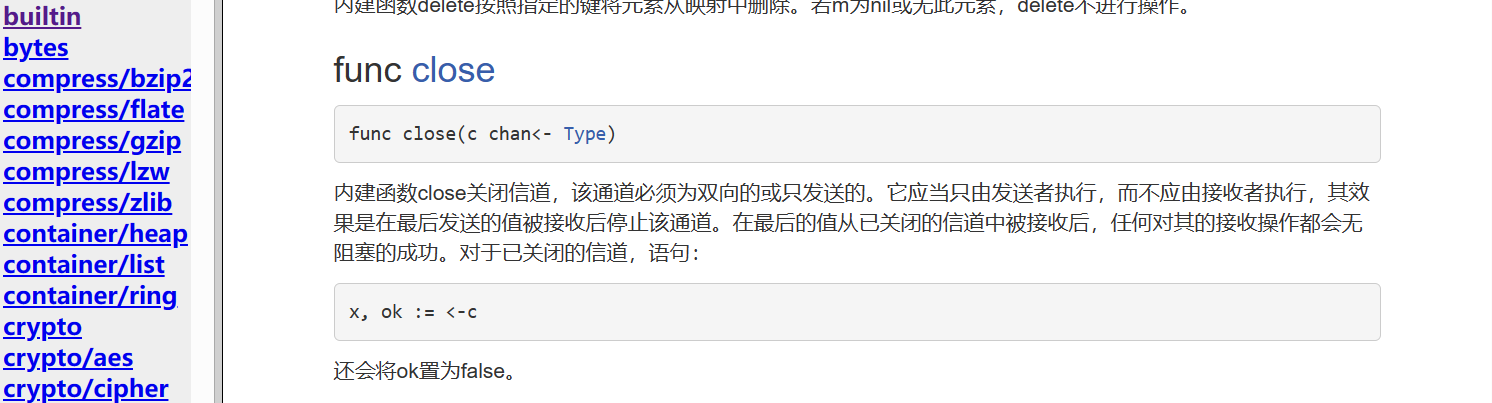 builtin
bytes
compress/bzip2
compress/flate
compress/gzip
compress/lzw
compress/zlib
container/heap
container/list
container/ring
crypto
crypto/aes
crypto/cipher
内建函数delete按照指定的键将元素从映射中删除。若m为nil或无此元素，delete不进行操作。
func close
func close(c chan<- Type)
内建函数close关闭信道，该通道必须为双向的或只发送的。它应当只由发送者执行，而不应由接收者执行，其效
果是在最后发送的值被接收后停止该通道。在最后的值从已关闭的信道中被接收后，任何对其的接收操作都会无
阻塞的成功。对于已关闭的信道，语句：
x, ok := <-c
还会将ok置为false。